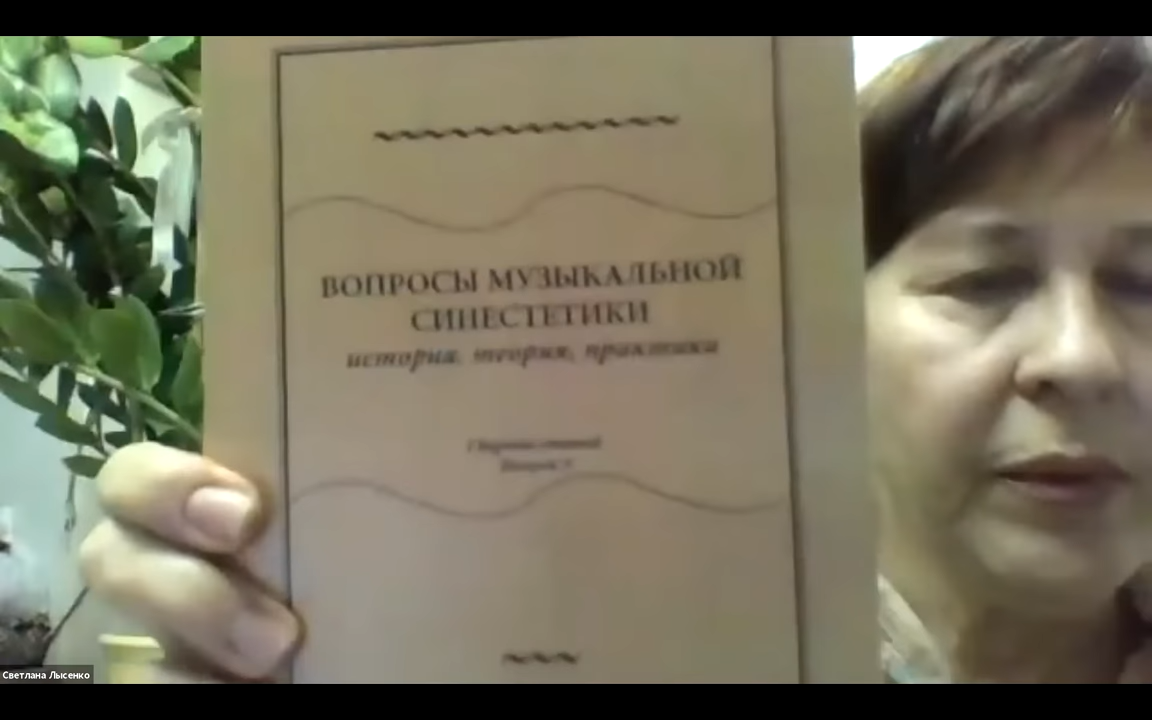 ВОПРОСЫ МУЗЫКАЛЬНОЙ
СИНЕСТЕТИКИ
история, теория, практика
Светлана Лысенко